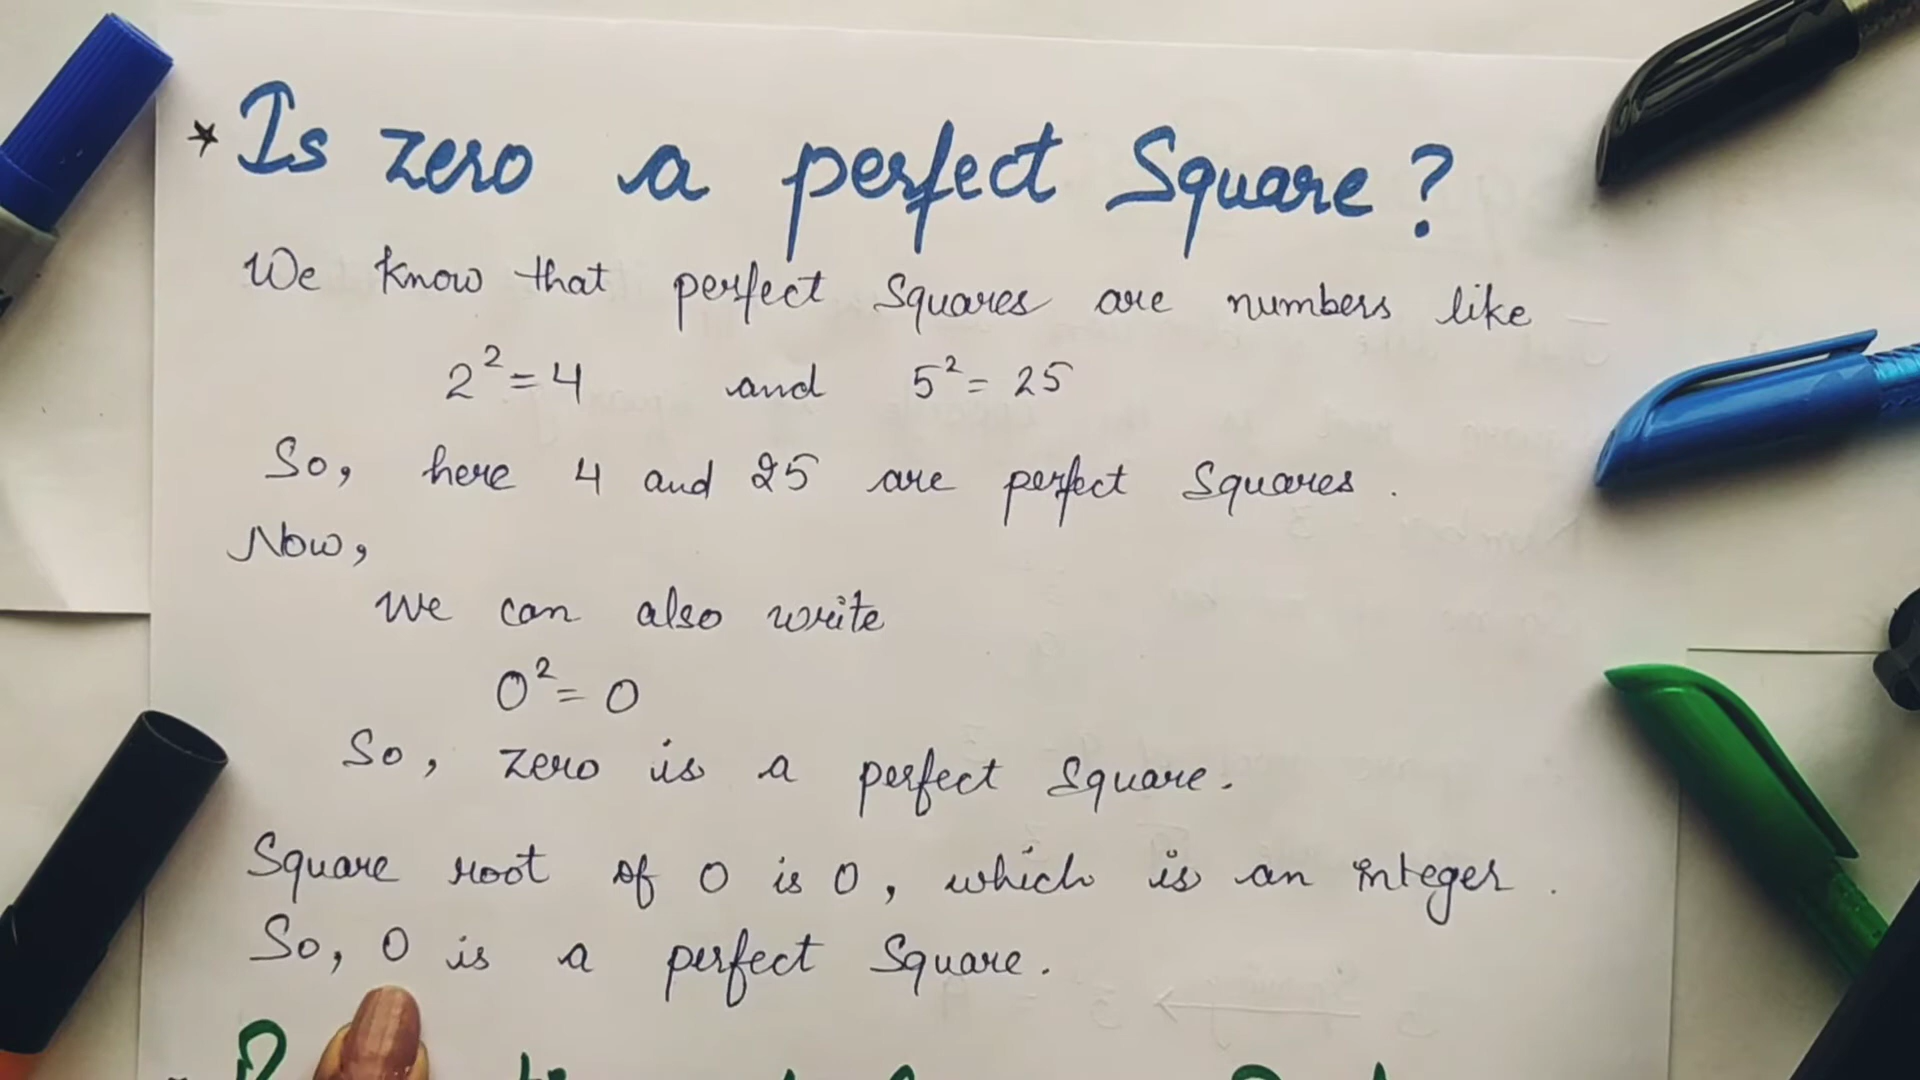 * Is zero a perfect Square?
We know that perfect squares are numbers like
2² = 4 and 5² = 25
So, here 4 and 25 are perfect Squares.
Now,
we can also write
0² = 0
So, zero is a perfect Square.
Square root of 0 is 0, which is an integer.
So, 0 is a perfect Square.